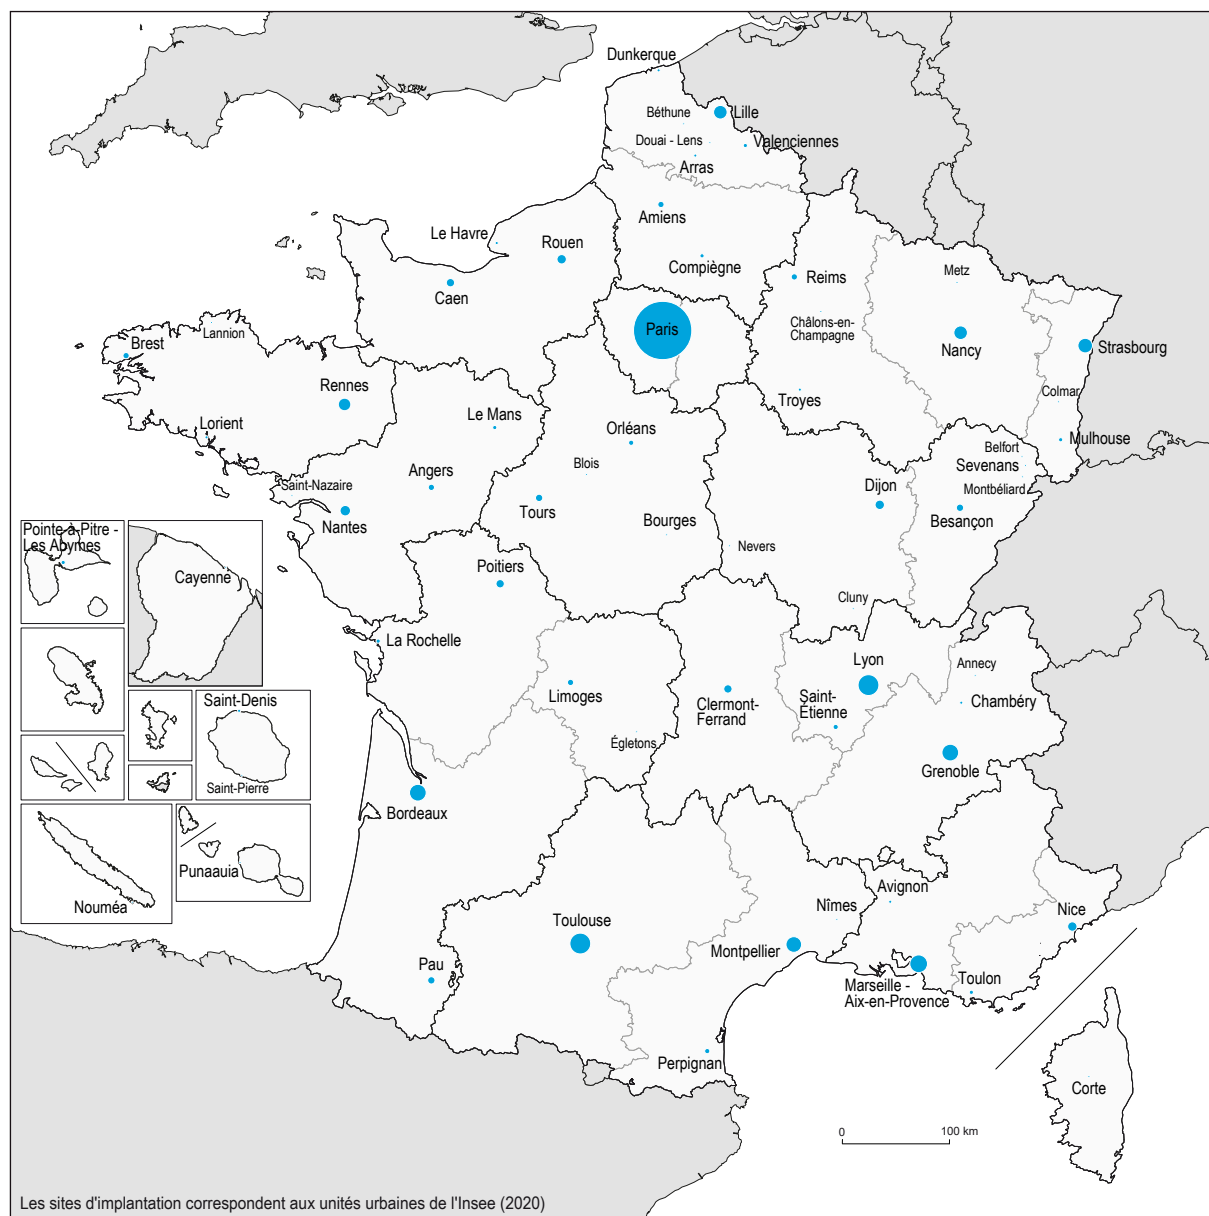 Dunkerque
Béthune
Lille
Douai - Lens
Valenciennes
Arras
Amiens
Le Havre
Rouen
Compiègne
Reims
Metz
Caen
Châlons-en-
Champagne
Paris
Nancy
Strasbourg
Lannion
Brest
Rennes
Troyes
Colmar
Lorient
Le Mans
Orléans
Mulhouse
Belfort
Sevenans
Blois
Angers
Saint-Nazaire
Dijon
Montbéliard
Nantes
Tours
Bourges
Besançon
Pointe-à-Pitre -
Les Abymes
Nevers
Cayenne
Poitiers
Cluny
La Rochelle
Lyon
Annecy
Limoges
Clermont-
Ferrand
Saint-
Étienne
Chambéry
Saint-Denis
Égletons
Grenoble
Saint-Pierre
Bordeaux
Punaauia
Avignon
Nîmes
Nouméa
Toulouse
Nice
Montpellier
Pau
Marseille -
Aix-en-Provence
Toulon
Perpignan
Corte
0 100 km
Les sites d'implantation correspondent aux unités urbaines de l'Insee (2020)